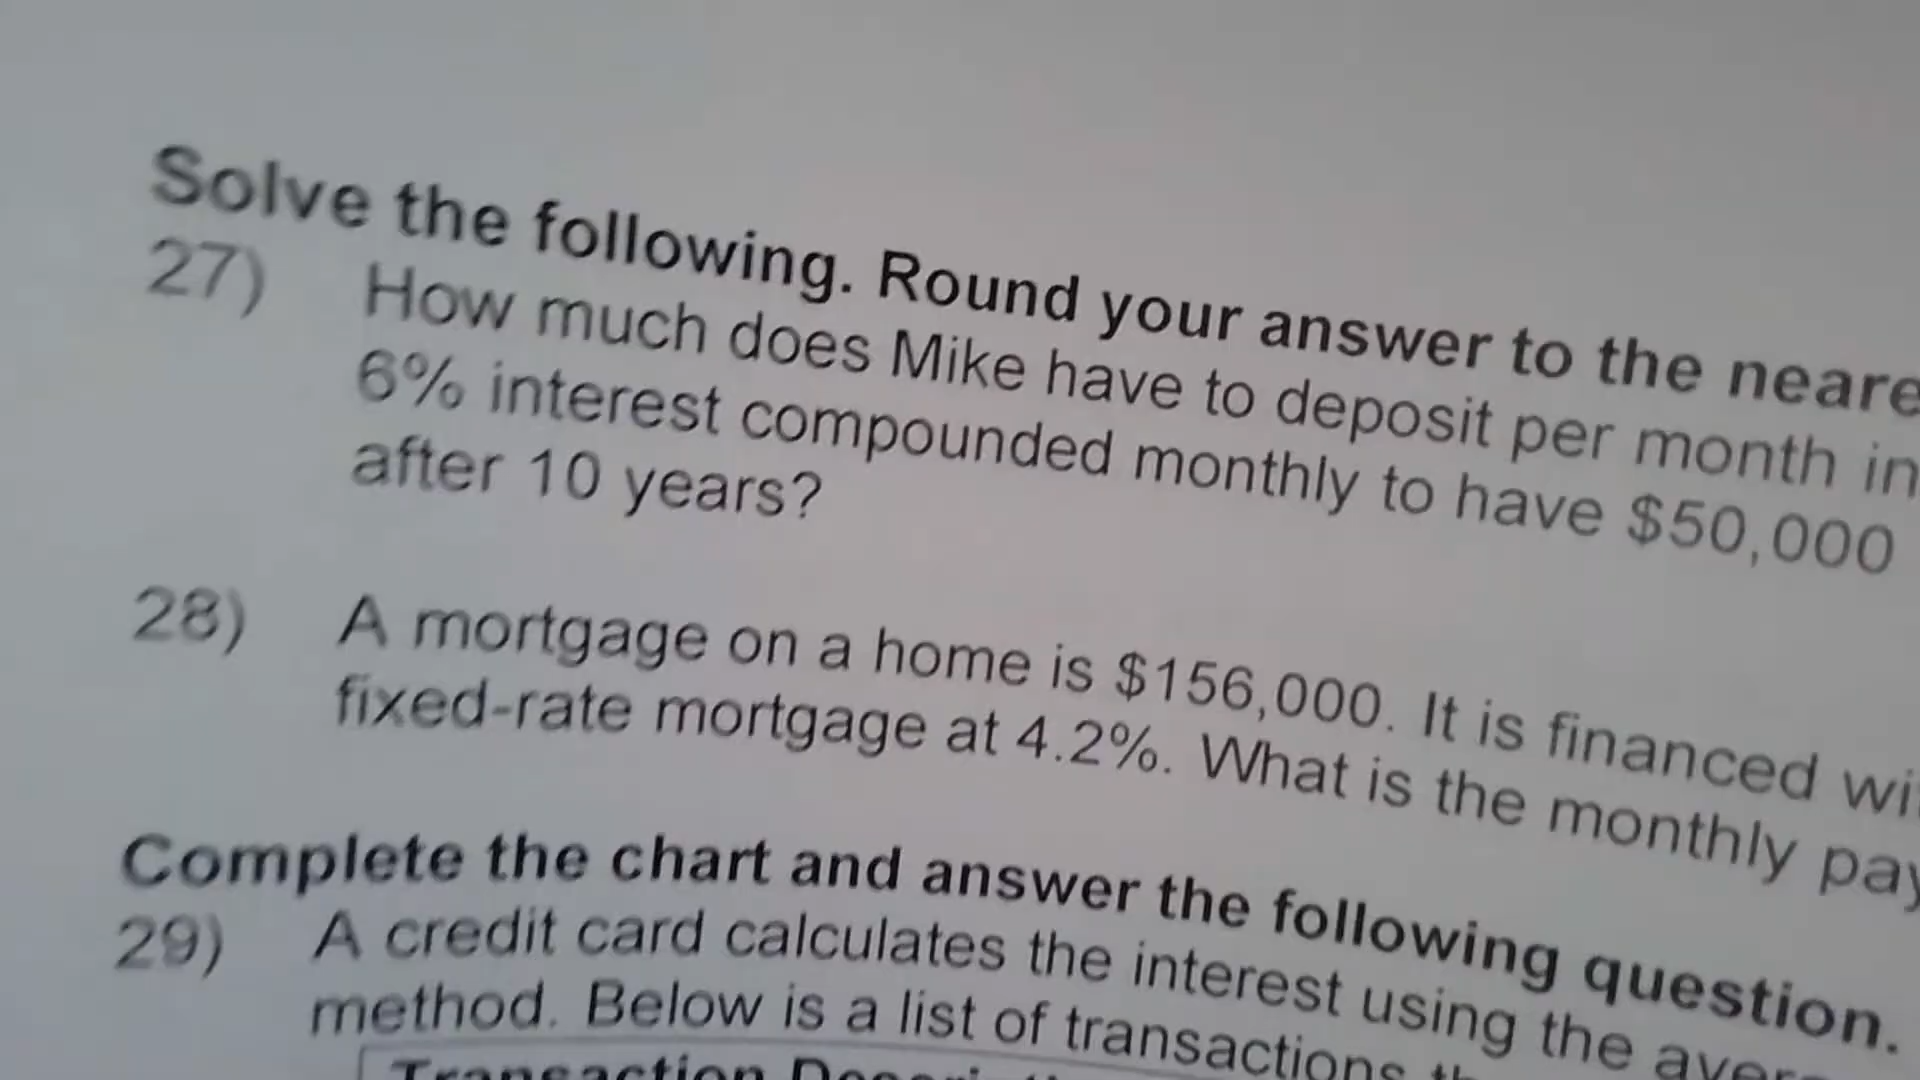 Solve the following. Round your answer to the neare
27) How much does Mike have to deposit per month in
6% interest compounded monthly to have $50,000
after 10 years?
28) A mortgage on a home is $156,000. It is financed wi
fixed-rate mortgage at 4.2%. What is the monthly pay
Complete the chart and answer the following question.
29) A credit card calculates the interest using the aver
method. Below is a list of transactions th
Transaction